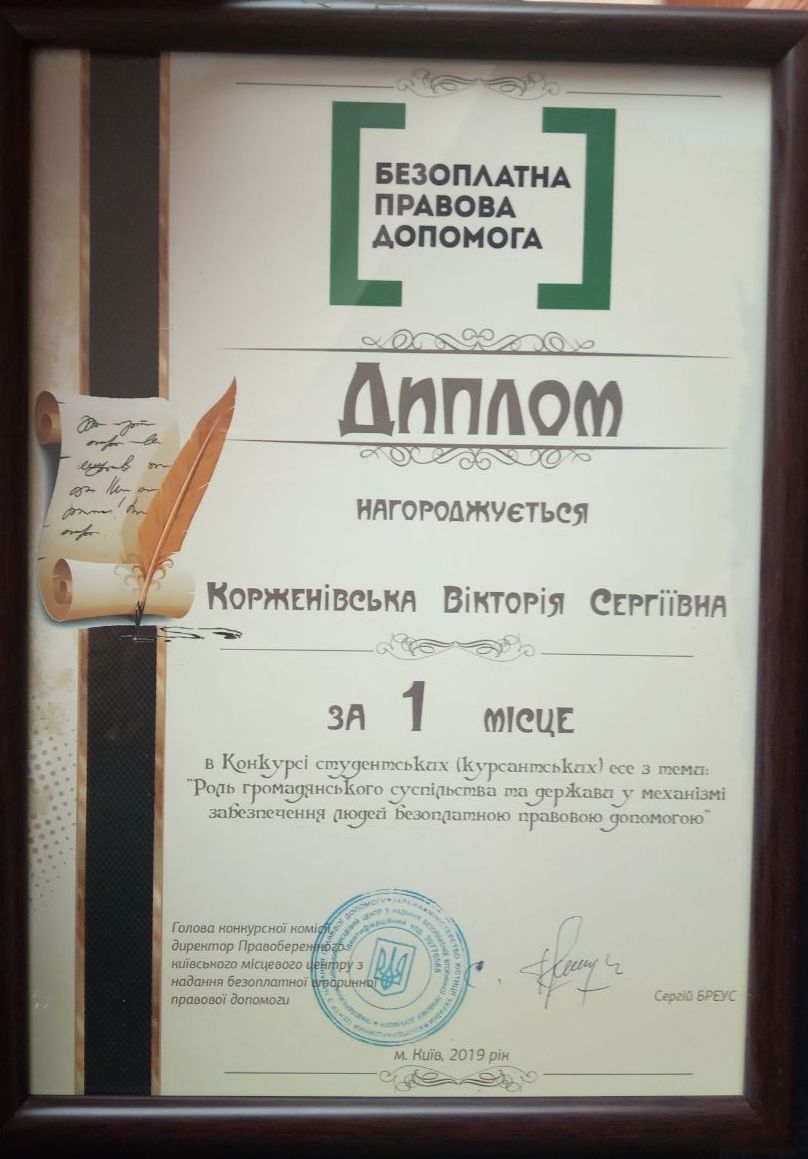 БЕЗОПЛАТНА
ПРАВОВА
ДОПОМОГА
ДИПЛОМ
НАГОРОДЖУЄТЬСЯ
КОРЖЕНІВСЬКА ВІКТОРІЯ СЕРГІЇВНА
ЗА 1 МІСЦЕ
в Конкурсі студентських (курсантських) есе з теми:
"Роль громадянського суспільства та держави у механізмі
забезпечення людей безоплатною правовою допомогою"
Голова конкурсної комісії,
директор Правобережного
київського місцевого центру з
надання безоплатної вторинної
правової допомоги
Сергій БРЕУС
м. Київ, 2019 рік